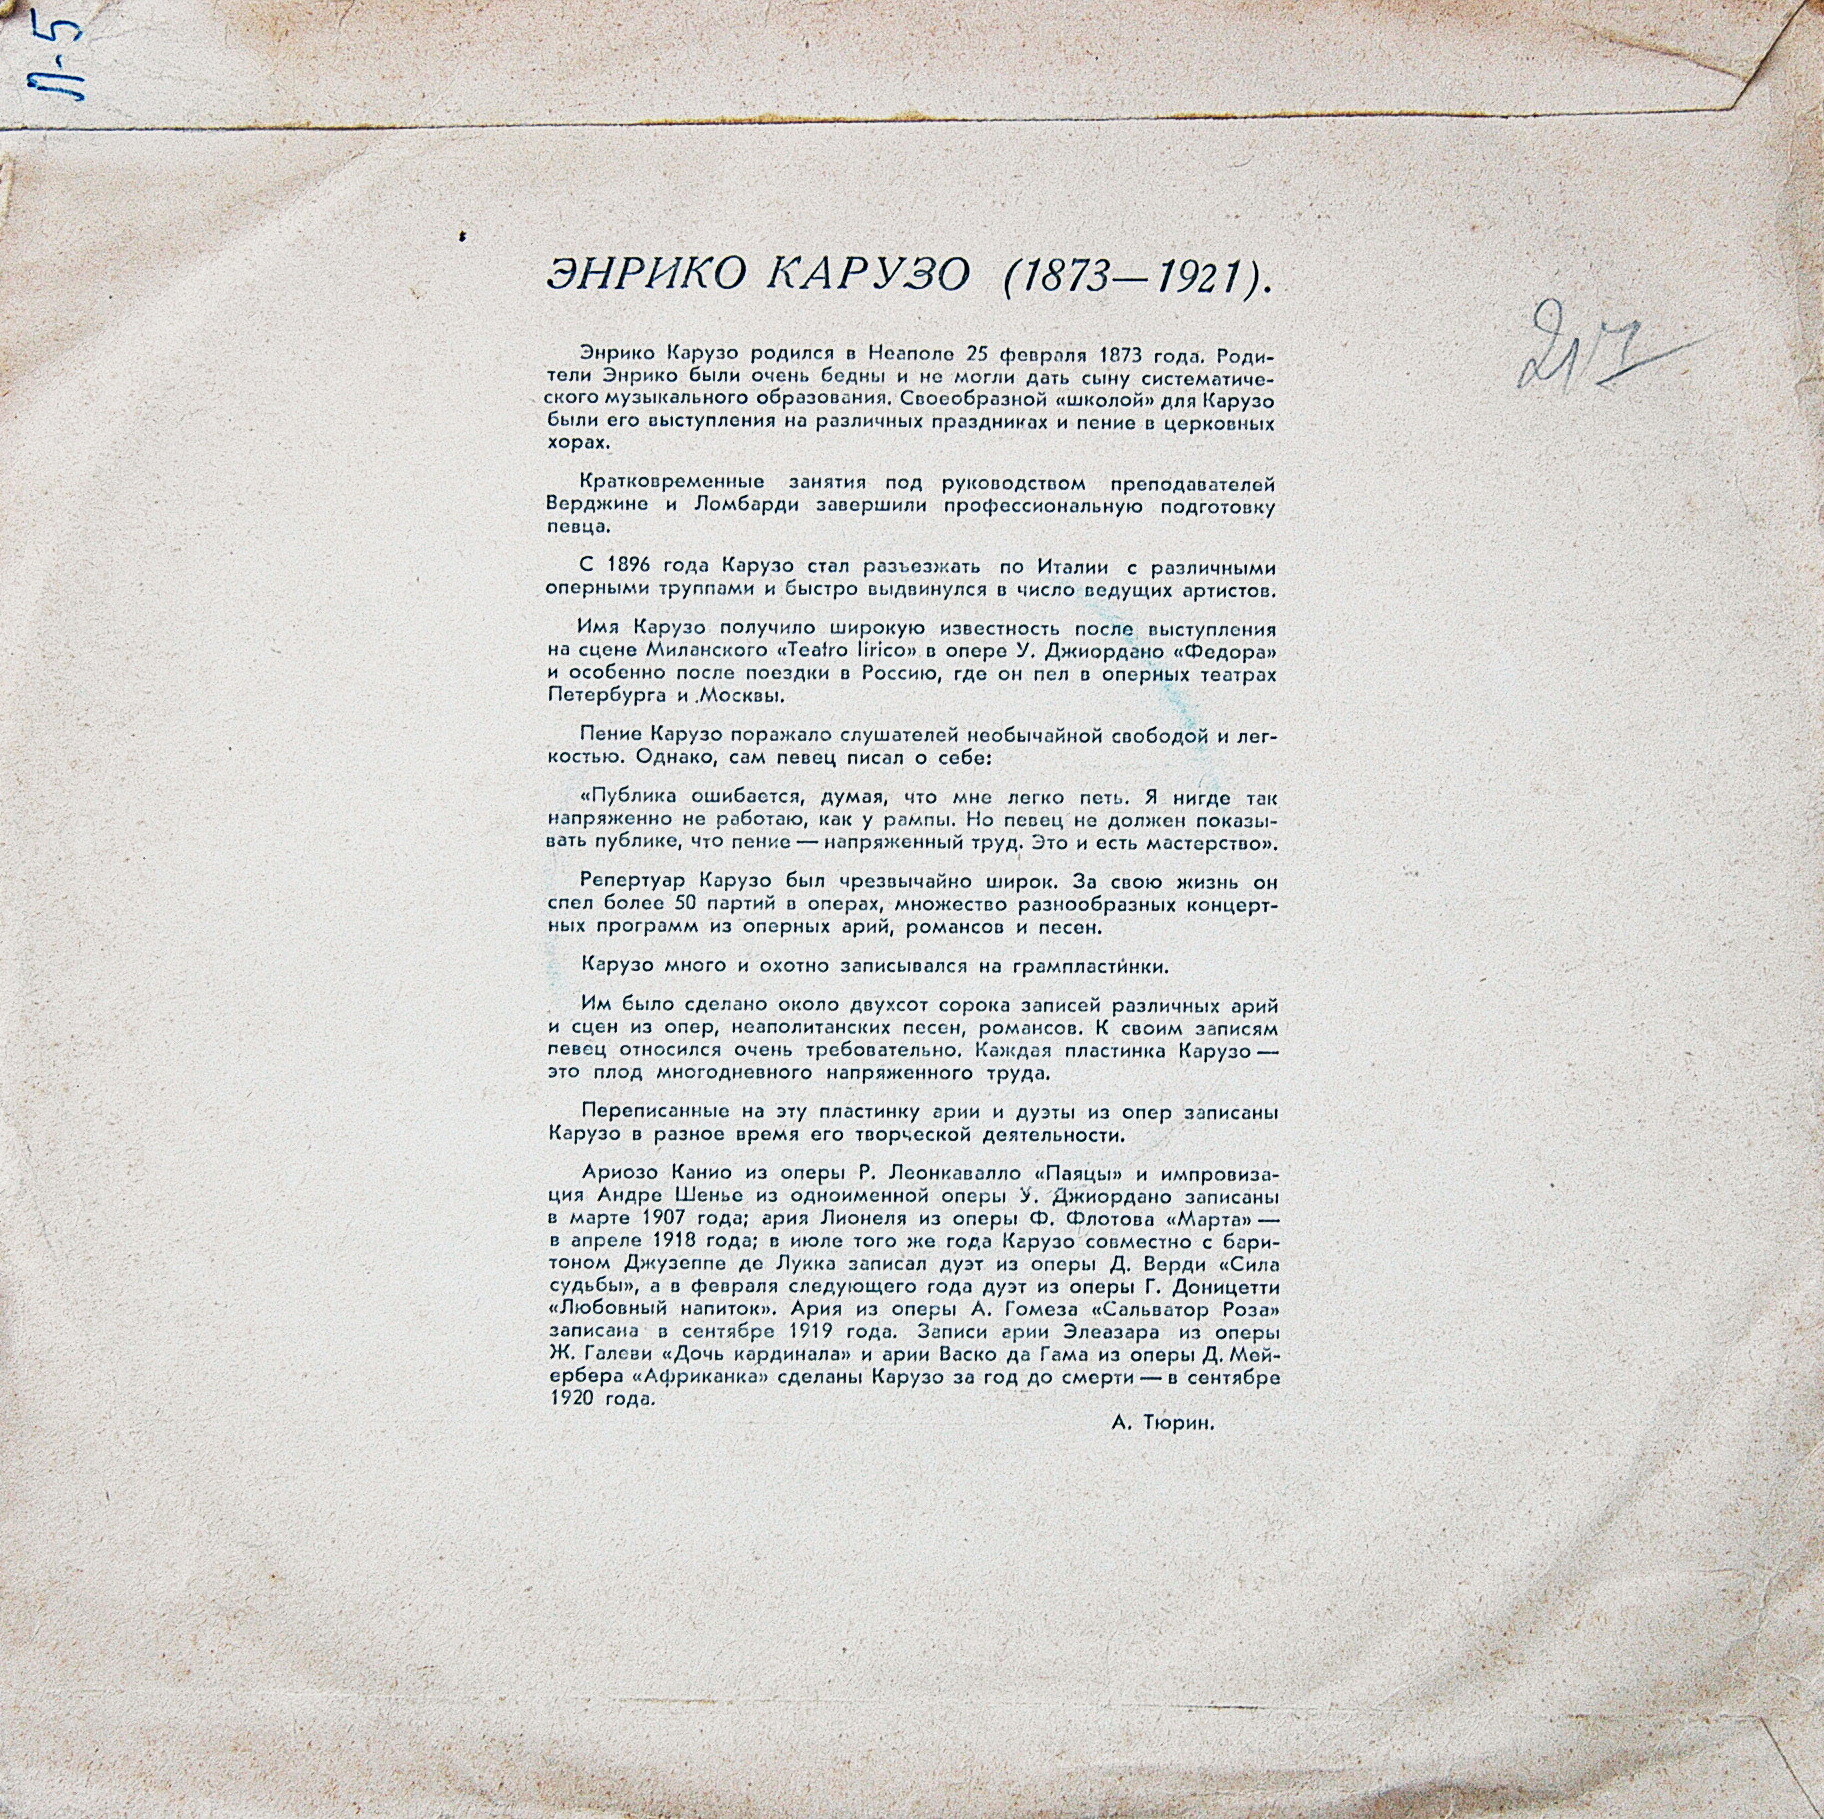 Л-5
ЭНРИКО КАРУЗО (1873—1921).
217
Энрико Карузо родился в Неаполе 25 февраля 1873 года. Роди-
тели Энрико были очень бедны и не могли дать сыну систематиче-
ского музыкального образования. Своеобразной «школой» для Карузо
были его выступления на различных праздниках и пение в церковных
хорах.
Кратковременные занятия под руководством преподавателей
Верджине и Ломбарди завершили профессиональную подготовку
певца.
С 1896 года Карузо стал разъезжать по Италии с различными
оперными труппами и быстро выдвинулся в число ведущих артистов.
Имя Карузо получило широкую известность после выступления
на сцене Миланского «Teatro lirico» в опере У. Джиордано «Федора»
и особенно после поездки в Россию, где он пел в оперных театрах
Петербурга и Москвы.
Пение Карузо поражало слушателей необычайной свободой и лег-
костью. Однако, сам певец писал о себе:
«Публика ошибается, думая, что мне легко петь. Я нигде так
напряженно не работаю, как у рампы. Но певец не должен показы-
вать публике, что пение — напряженный труд. Это и есть мастерство».
Репертуар Карузо был чрезвычайно широк. За свою жизнь он
спел более 50 партий в операх, множество разнообразных концерт-
ных программ из оперных арий, романсов и песен.
Карузо много и охотно записывался на грампластинки.
Им было сделано около двухсот сорока записей различных арий
и сцен из опер, неаполитанских песен, романсов. К своим записям
певец относился очень требовательно. Каждая пластинка Карузо —
это плод многодневного напряженного труда.
Переписанные на эту пластинку арии и дуэты из опер записаны
Карузо в разное время его творческой деятельности.
Ариозо Канио из оперы Р. Леонкавалло «Паяцы» и импровиза-
ция Андре Шенье из одноименной оперы У. Джиордано записаны
в марте 1907 года; ария Лионеля из оперы Ф. Флотова «Марта» —
в апреле 1918 года; в июле того же года Карузо совместно с бари-
тоном Джузеппе де Лукка записал дуэт из оперы Д. Верди «Сила
судьбы», а в февраля следующего года дуэт из оперы Г. Доницетти
«Любовный напиток». Ария из оперы А. Гомеза «Сальватор Роза»
записана в сентябре 1919 года. Записи арии Элеазара из оперы
Ж. Галеви «Дочь кардинала» и арии Васко да Гама из оперы Д. Мей-
ербера «Африканка» сделаны Карузо за год до смерти — в сентябре
1920 года.
А. Тюрин.